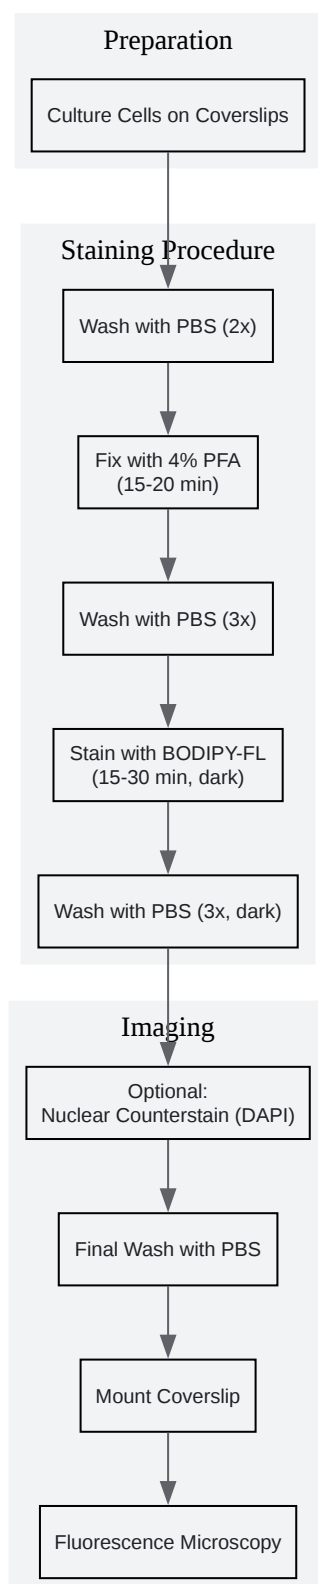 Preparation
Culture Cells on Coverslips
Staining Procedure
Wash with PBS (2x)
Fix with 4% PFA
(15-20 min)
Wash with PBS (3x)
Stain with BODIPY-FL
(15-30 min, dark)
Wash with PBS (3x, dark)
Imaging
Optional:
Nuclear Counterstain (DAPI)
Final Wash with PBS
Mount Coverslip
Fluorescence Microscopy